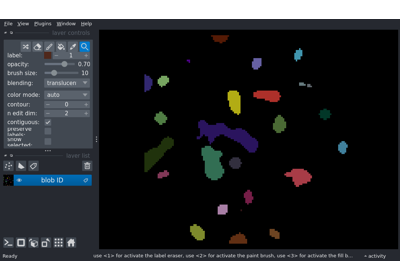 File View Plugins Window Help
layer controls
label: 1
opacity: 0.70
brush size: 10
blending: translucen
color mode: auto
contour: 0
n edit dim: 2
contiguous:
preserve labels:
show selected:
layer list
blob ID
Ready
use <1> for activate the label eraser, use <2> for activate the paint brush, use <3> for activate the fill b...
activity